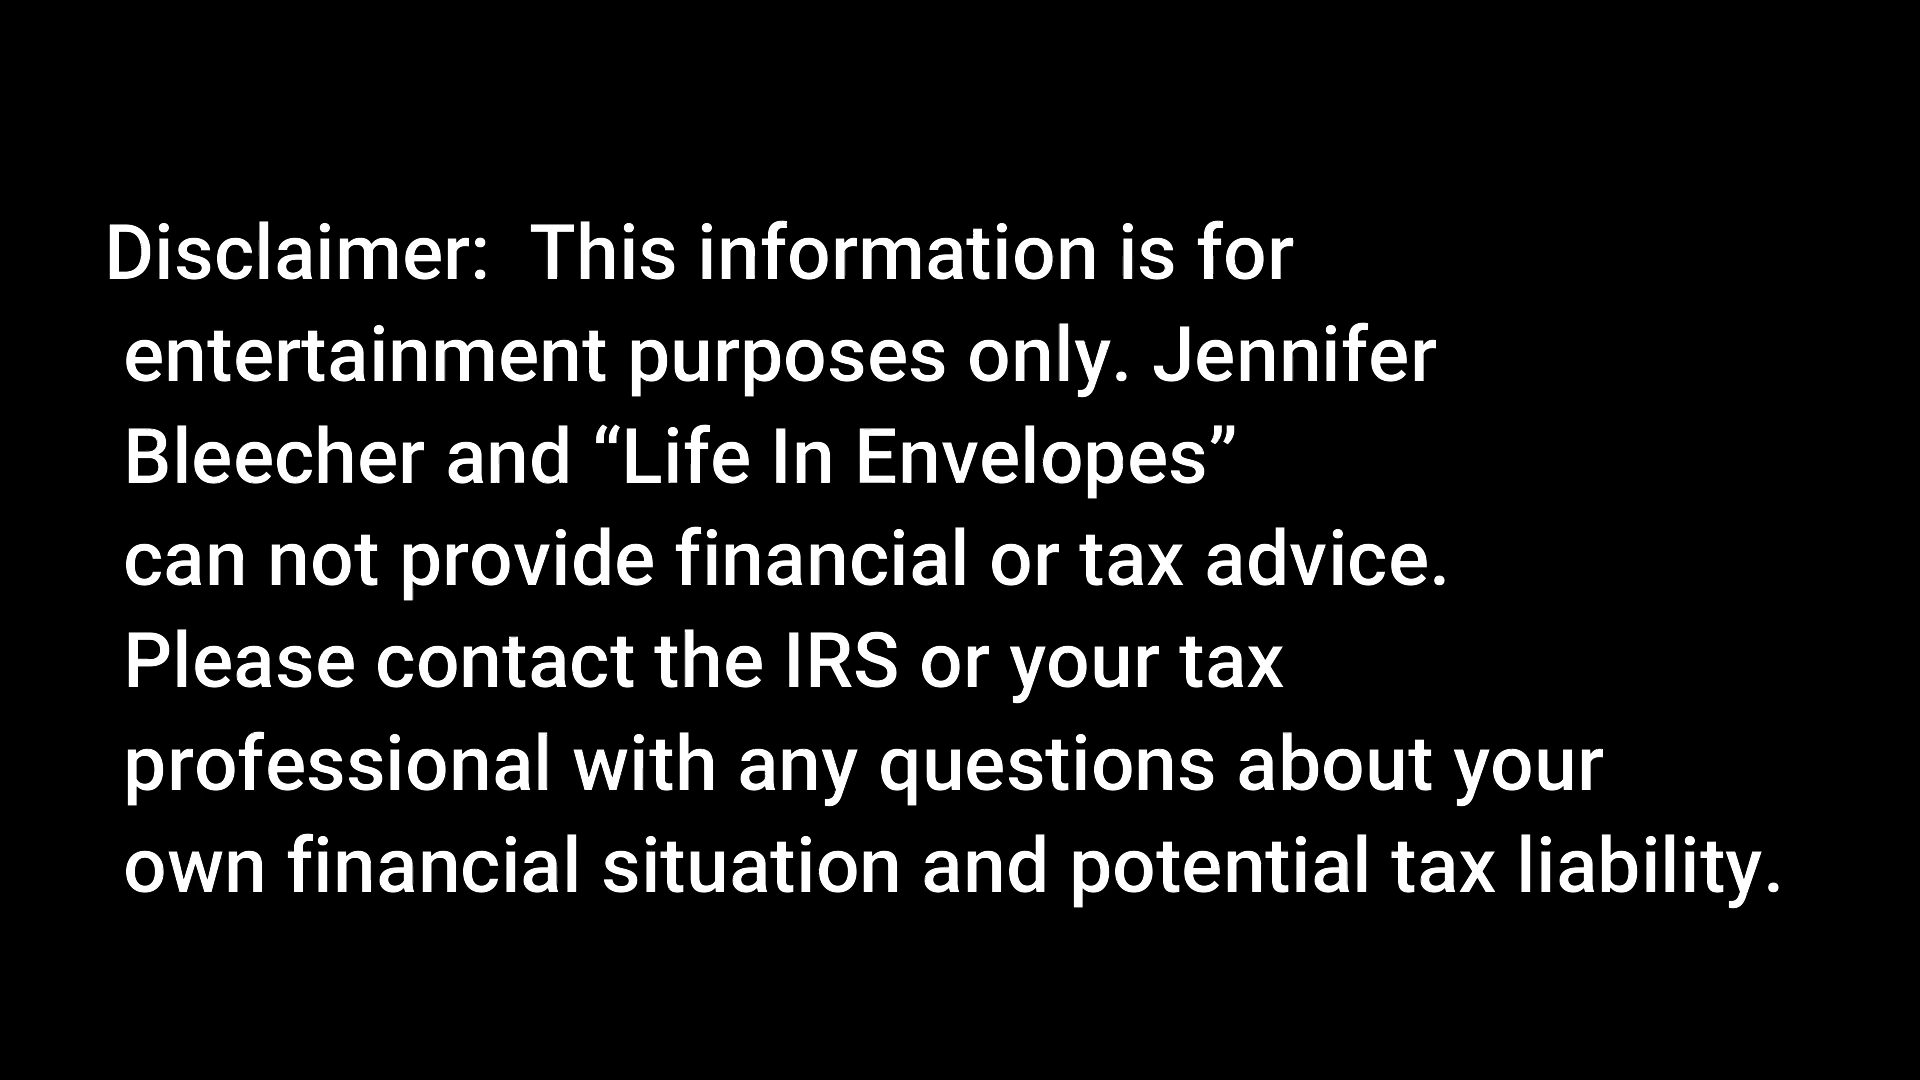 Disclaimer:  This information is for
entertainment purposes only. Jennifer
Bleecher and “Life In Envelopes”
can not provide financial or tax advice.
Please contact the IRS or your tax
professional with any questions about your
own financial situation and potential tax liability.